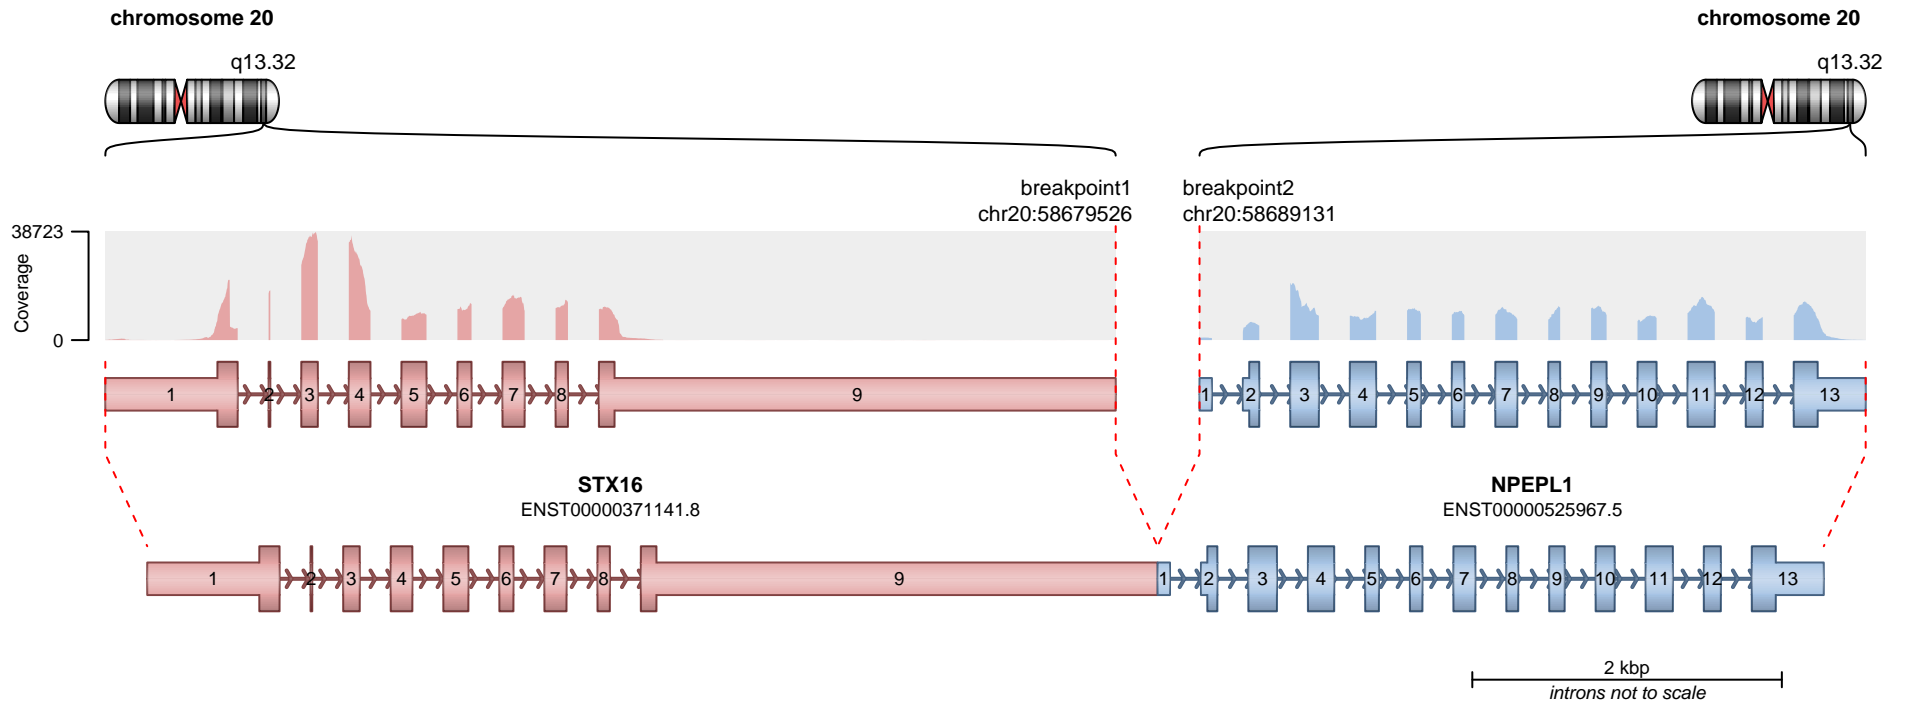 chromosome 20
chromosome 20
q13.32
q13.32
breakpoint1
chr20:58679526
breakpoint2
chr20:58689131
38723
Coverage
0
1 2 3 4 5 6 7 8 9
1 2 3 4 5 6 7 8 9 10 11 12 13
STX16
ENST00000371141.8
NPEPL1
ENST00000525967.5
1 2 3 4 5 6 7 8 9 1 2 3 4 5 6 7 8 9 10 11 12 13
2 kbp
introns not to scale